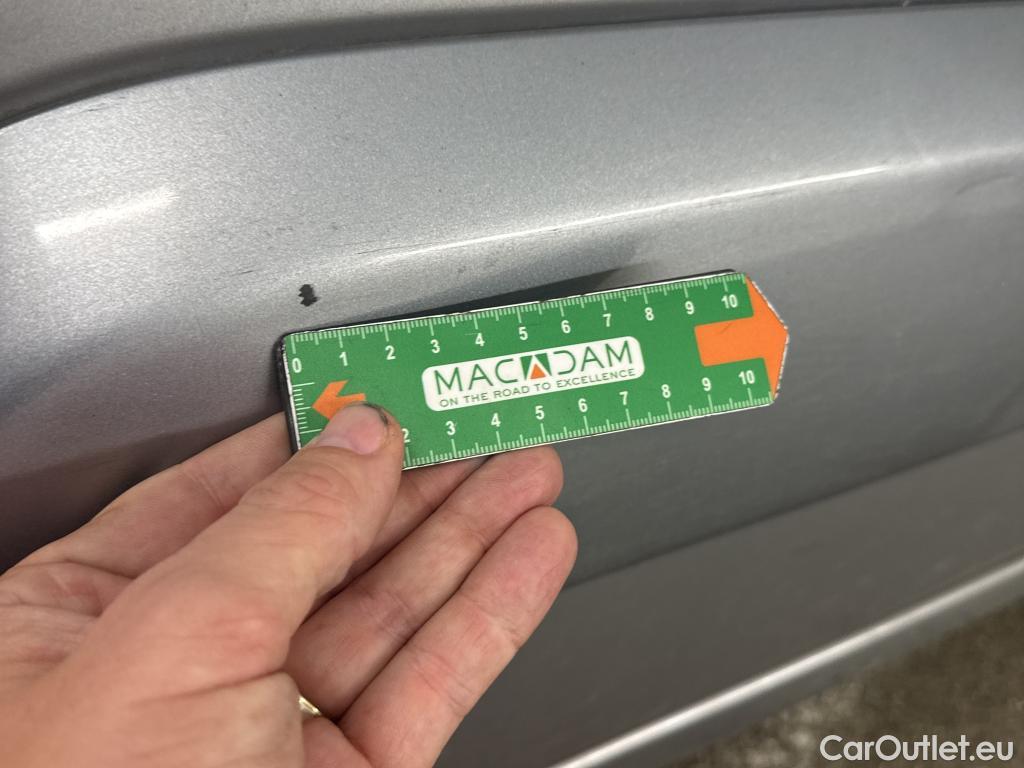 0 1 2 3 4 5 6 7 8 9 10
MACADAM
ON THE ROAD TO EXCELLENCE
2 3 4 5 6 7 8 9 10
CarOutlet.eu